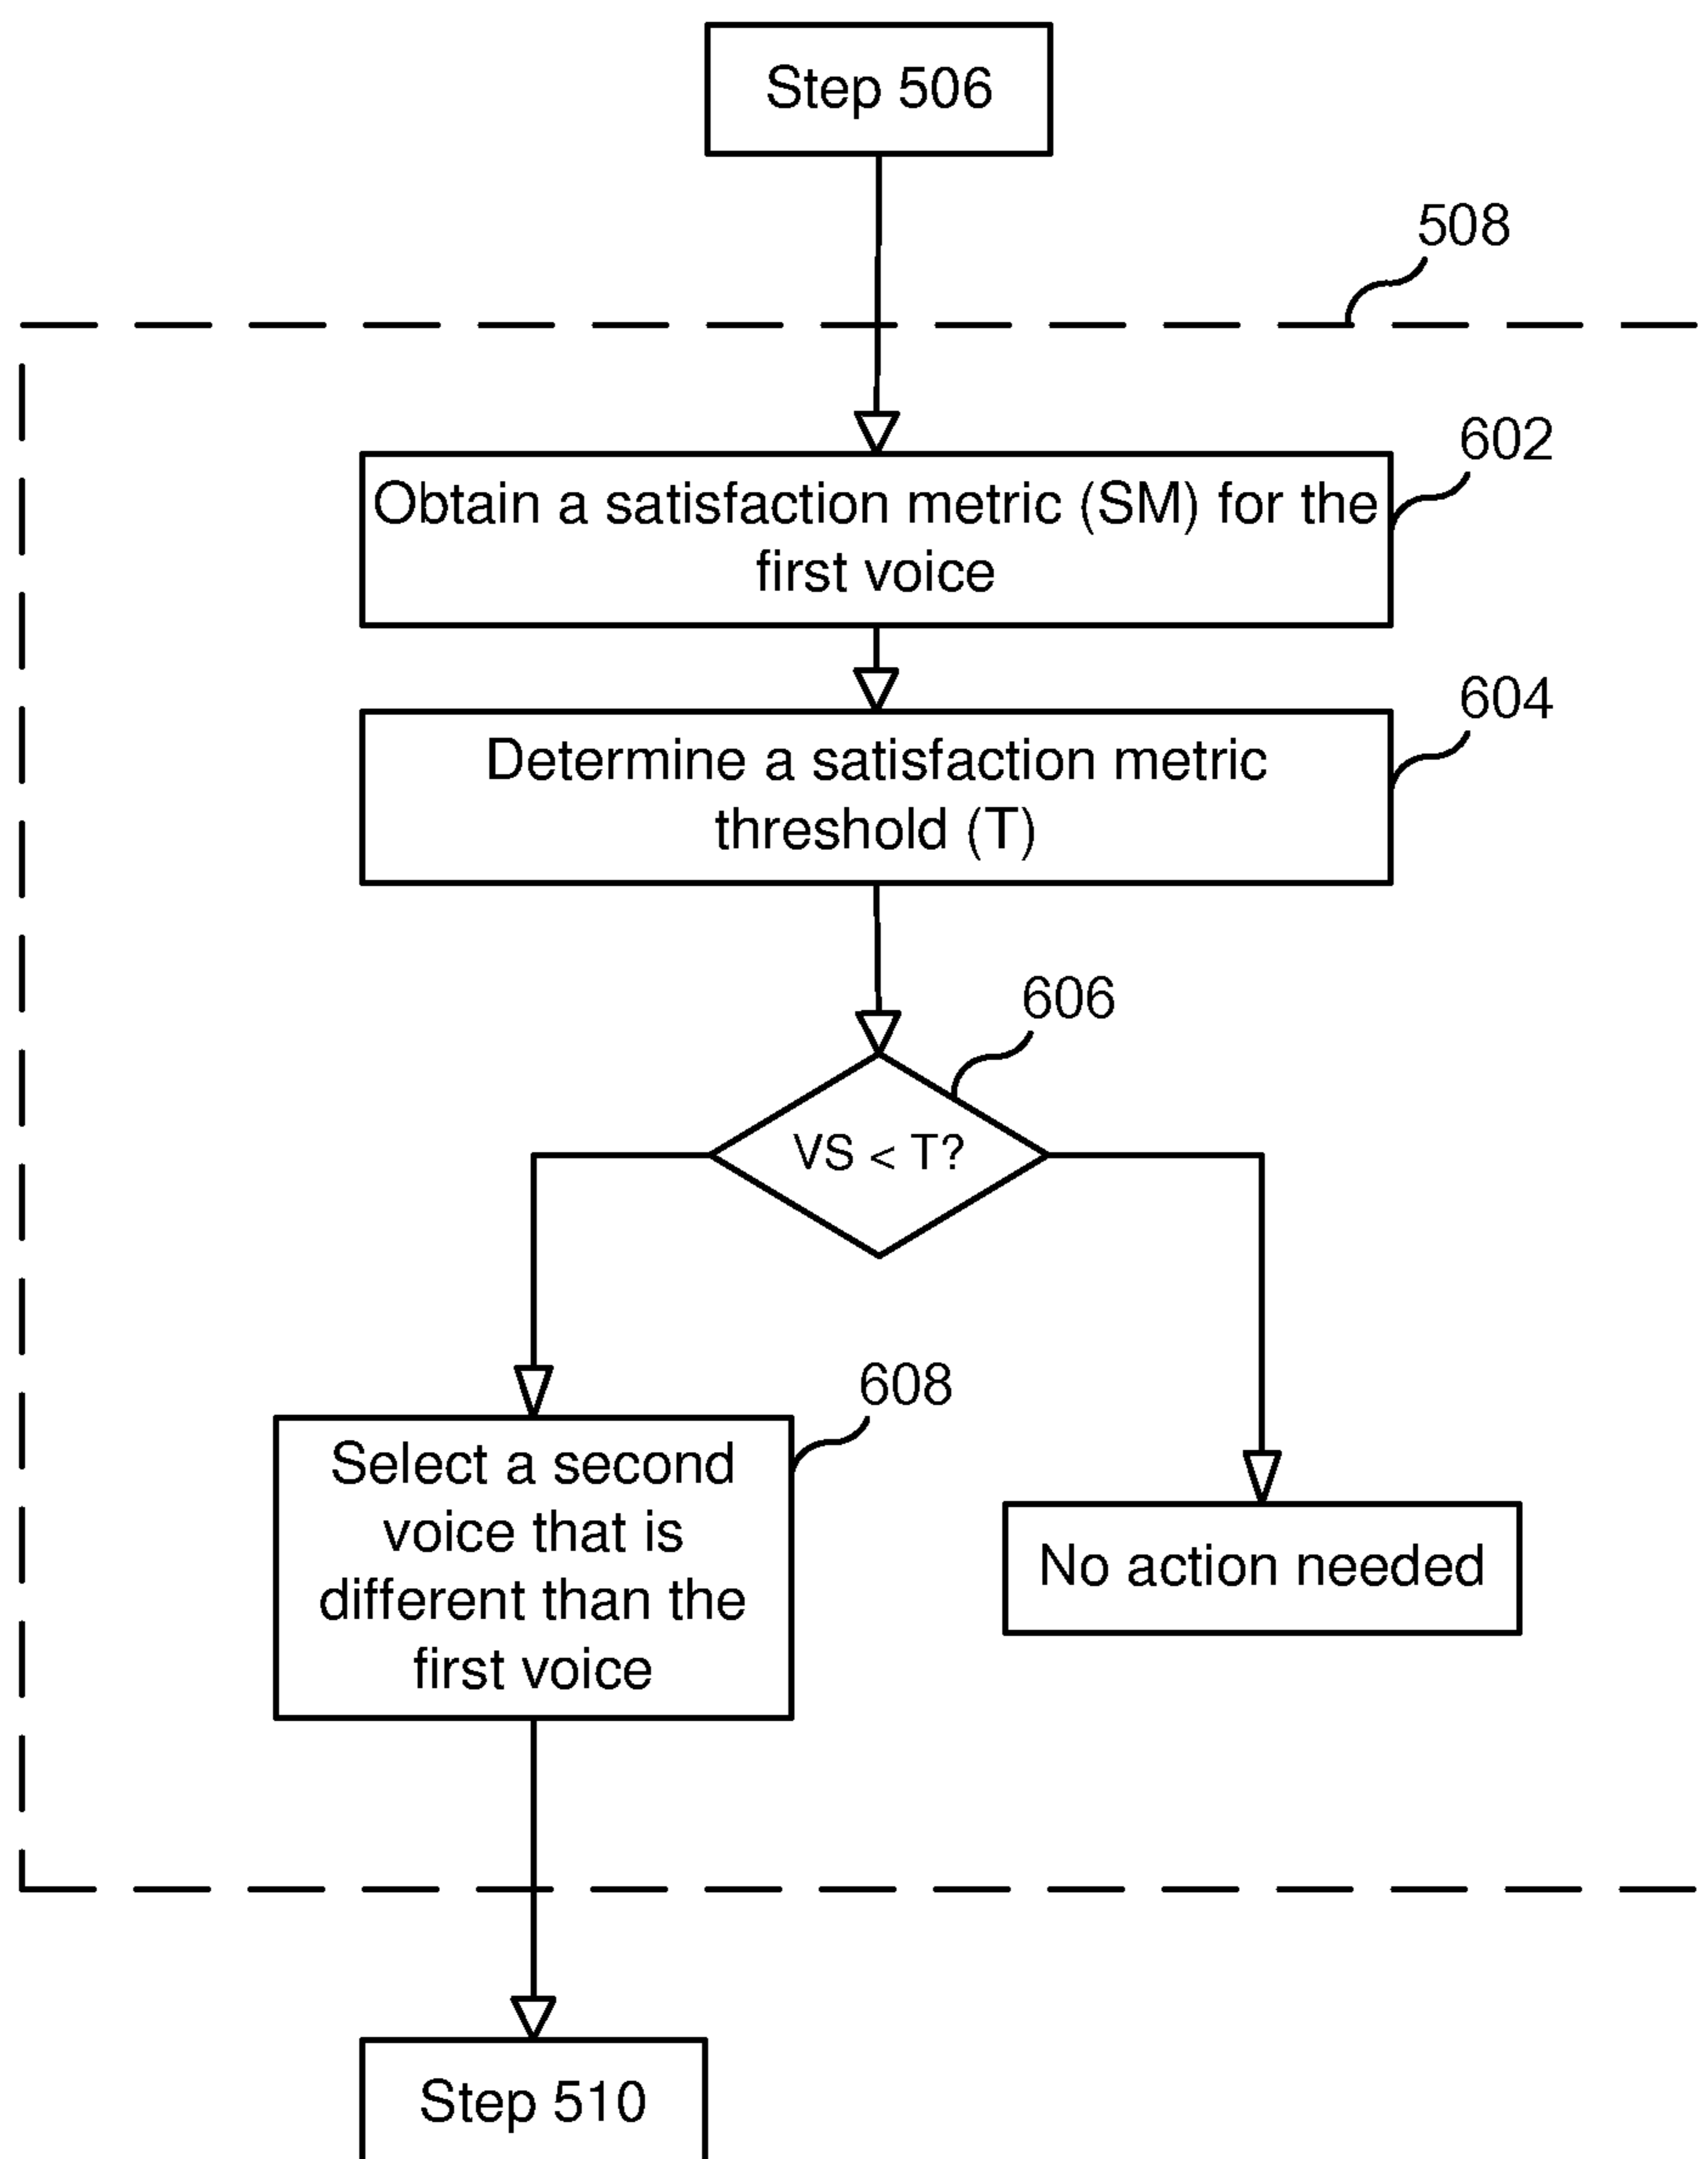 Step 506
508
602
Obtain a satisfaction metric (SM) for the
first voice
604
Determine a satisfaction metric
threshold (T)
606
VS < T?
608
Select a second
voice that is
different than the
first voice
No action needed
Step 510